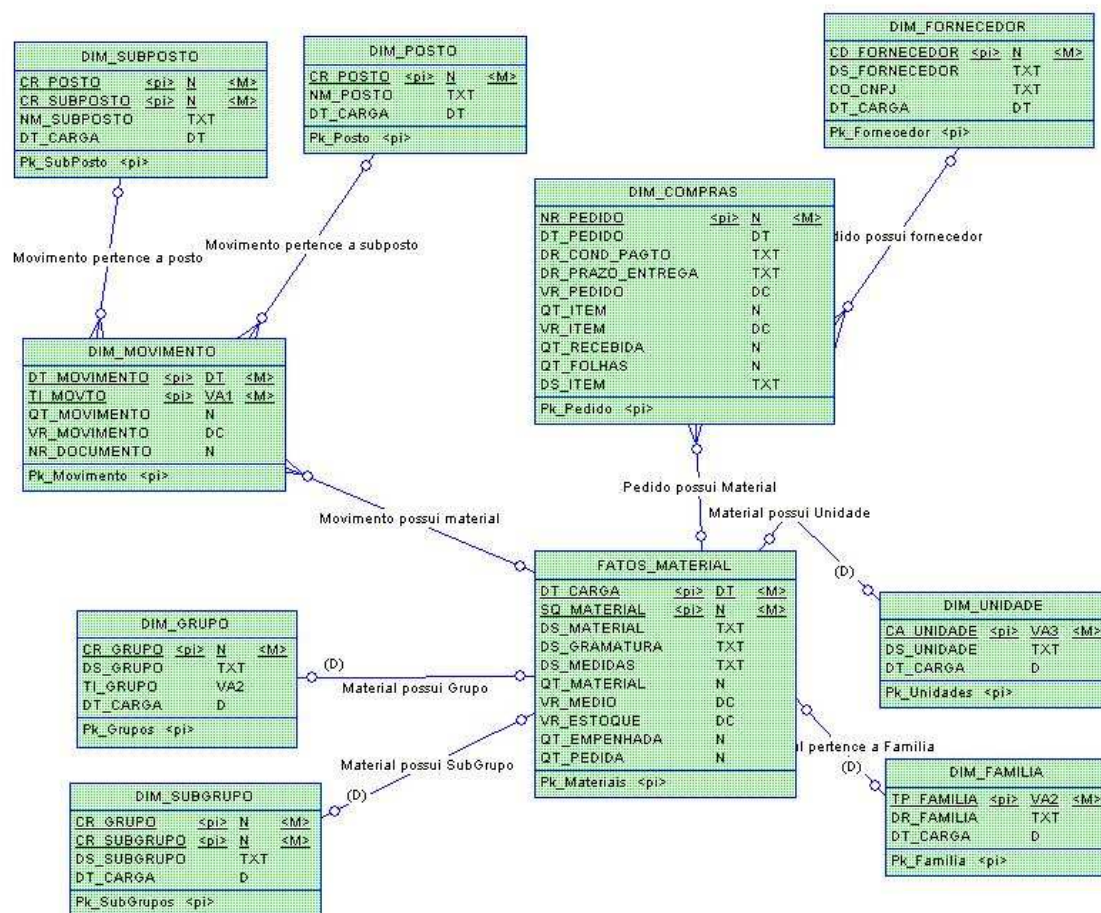 DIM_SUBPOSTO
CR_POSTO <pi> N <M>
CR_SUBPOSTO <pi> N <M>
NM_SUBPOSTO TXT
DT_CARGA DT
Pk_SubPosto <pi>
DIM_POSTO
CR_POSTO <pi> N <M>
NM_POSTO TXT
DT_CARGA DT
Pk_Posto <pi>
DIM_FORNECEDOR
CD_FORNECEDOR <pi> N <M>
DS_FORNECEDOR TXT
CO_CNPJ TXT
DT_CARGA DT
Pk_Fornecedor <pi>
DIM_COMPRAS
NR_PEDIDO <pi> N <M>
DT_PEDIDO DT
DR_COND_PAGTO TXT
DR_PRAZO_ENTREGA TXT
VR_PEDIDO DC
QT_ITEM N
VR_ITEM DC
QT_RECEBIDA N
QT_FOLHAS N
DS_ITEM TXT
Pk_Pedido <pi>
dido possui fornecedor
Movimento pertence a subposto
Movimento pertence a posto
DIM_MOVIMENTO
DT_MOVIMENTO <pi> DT <M>
TI_MOVTO <pi> VA1 <M>
QT_MOVIMENTO N
VR_MOVIMENTO DC
NR_DOCUMENTO N
Pk_Movimento <pi>
Pedido possui Material
Material possui Unidade
Movimento possui material
(D)
FATOS_MATERIAL
DT_CARGA <pi> DT <M>
SQ_MATERIAL <pi> N <M>
DS_MATERIAL TXT
DS_GRAMATURA TXT
DS_MEDIDAS TXT
QT_MATERIAL N
VR_MEDIO DC
VR_ESTOQUE DC
QT_EMPENHADA N
QT_PEDIDA N
Pk_Materiais <pi>
DIM_UNIDADE
CA_UNIDADE <pi> VA3 <M>
DS_UNIDADE TXT
DT_CARGA D
Pk_Unidades <pi>
DIM_GRUPO
CR_GRUPO <pi> N <M>
DS_GRUPO TXT
TI_GRUPO VA2
DT_CARGA D
Pk_Grupos <pi>
(D)
Material possui Grupo
Material possui SubGrupo
(D)
al pertence a Familia
(D)
DIM_SUBGRUPO
CR_GRUPO <pi> N <M>
CR_SUBGRUPO <pi> N <M>
DS_SUBGRUPO TXT
DT_CARGA D
Pk_SubGrupos <pi>
DIM_FAMILIA
TP_FAMILIA <pi> VA2 <M>
DR_FAMILIA TXT
DT_CARGA D
Pk_Familia <pi>